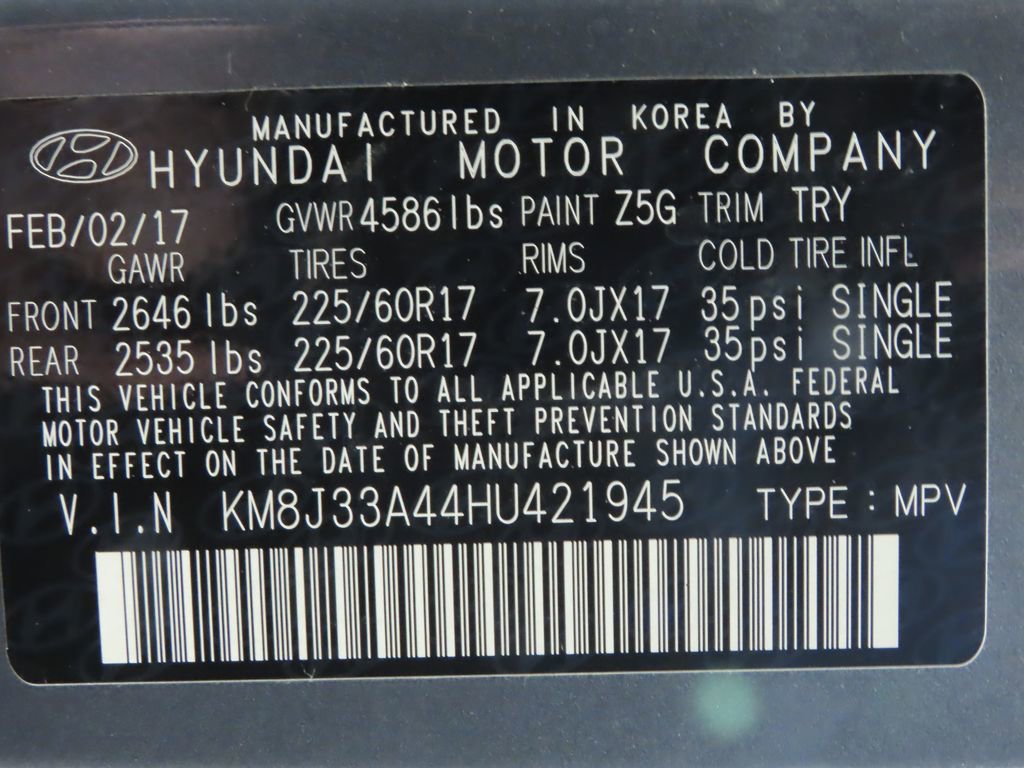 MANUFACTURED IN KOREA BY
HYUNDAI MOTOR COMPANY
FEB/02/17 GVWR 4586 lbs PAINT Z5G TRIM TRY
GAWR TIRES RIMS COLD TIRE INFL
FRONT 2646 lbs 225/60R17 7.0JX17 35psi SINGLE
REAR 2535 lbs 225/60R17 7.0JX17 35psi SINGLE
THIS VEHICLE CONFORMS TO ALL APPLICABLE U.S.A. FEDERAL
MOTOR VEHICLE SAFETY AND THEFT PREVENTION STANDARDS
IN EFFECT ON THE DATE OF MANUFACTURE SHOWN ABOVE
V.I.N KM8J33A44HU421945 TYPE : MPV